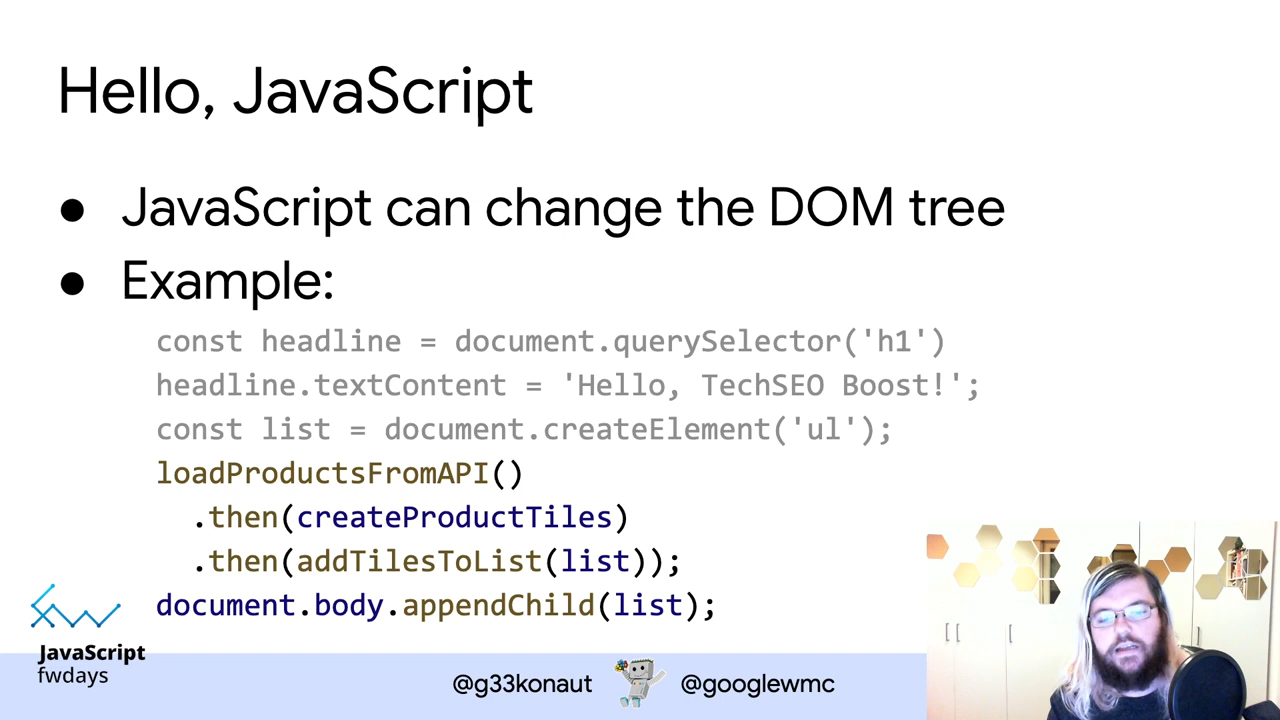 Hello, JavaScript
● JavaScript can change the DOM tree
● Example:
const headline = document.querySelector('h1')
headline.textContent = 'Hello, TechSEO Boost!';
const list = document.createElement('ul');
loadProductsFromAPI()
.then(createProductTiles)
.then(addTilesToList(list));
document.body.appendChild(list);
JavaScript
fwdays
@g33konaut
@googlewmc